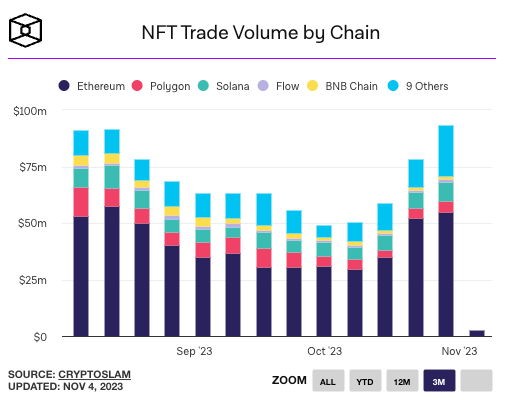 NFT Trade Volume by Chain
Ethereum Polygon Solana Flow BNB Chain 9 Others
$100m
$75m
$50m
$25m
$0
Sep '23 Oct '23 Nov '23
SOURCE: CRYPTOSLAM
UPDATED: NOV 4, 2023
ZOOM ALL YTD 12M 3M